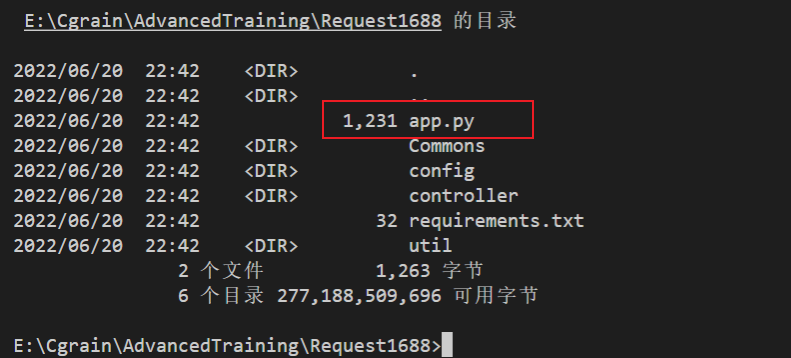 E:\Cgrain\AdvancedTraining\Request1688 的目录
2022/06/20  22:42    <DIR>          .
2022/06/20  22:42    <DIR>          ..
2022/06/20  22:42             1,231 app.py
2022/06/20  22:42    <DIR>          Commons
2022/06/20  22:42    <DIR>          config
2022/06/20  22:42    <DIR>          controller
2022/06/20  22:42                32 requirements.txt
2022/06/20  22:42    <DIR>          util
2 个文件          1,263 字节
6 个目录 277,188,509,696 可用字节
E:\Cgrain\AdvancedTraining\Request1688>